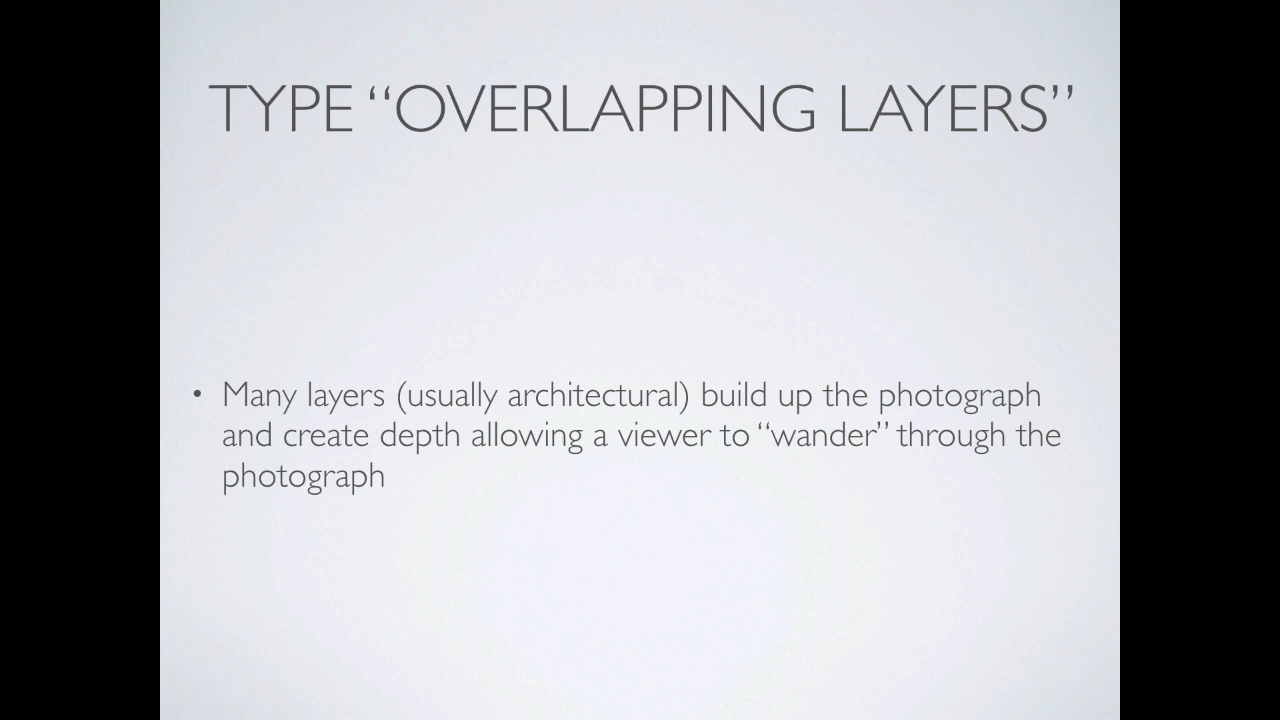 TYPE “OVERLAPPING LAYERS”
• Many layers (usually architectural) build up the photograph
and create depth allowing a viewer to “wander” through the
photograph